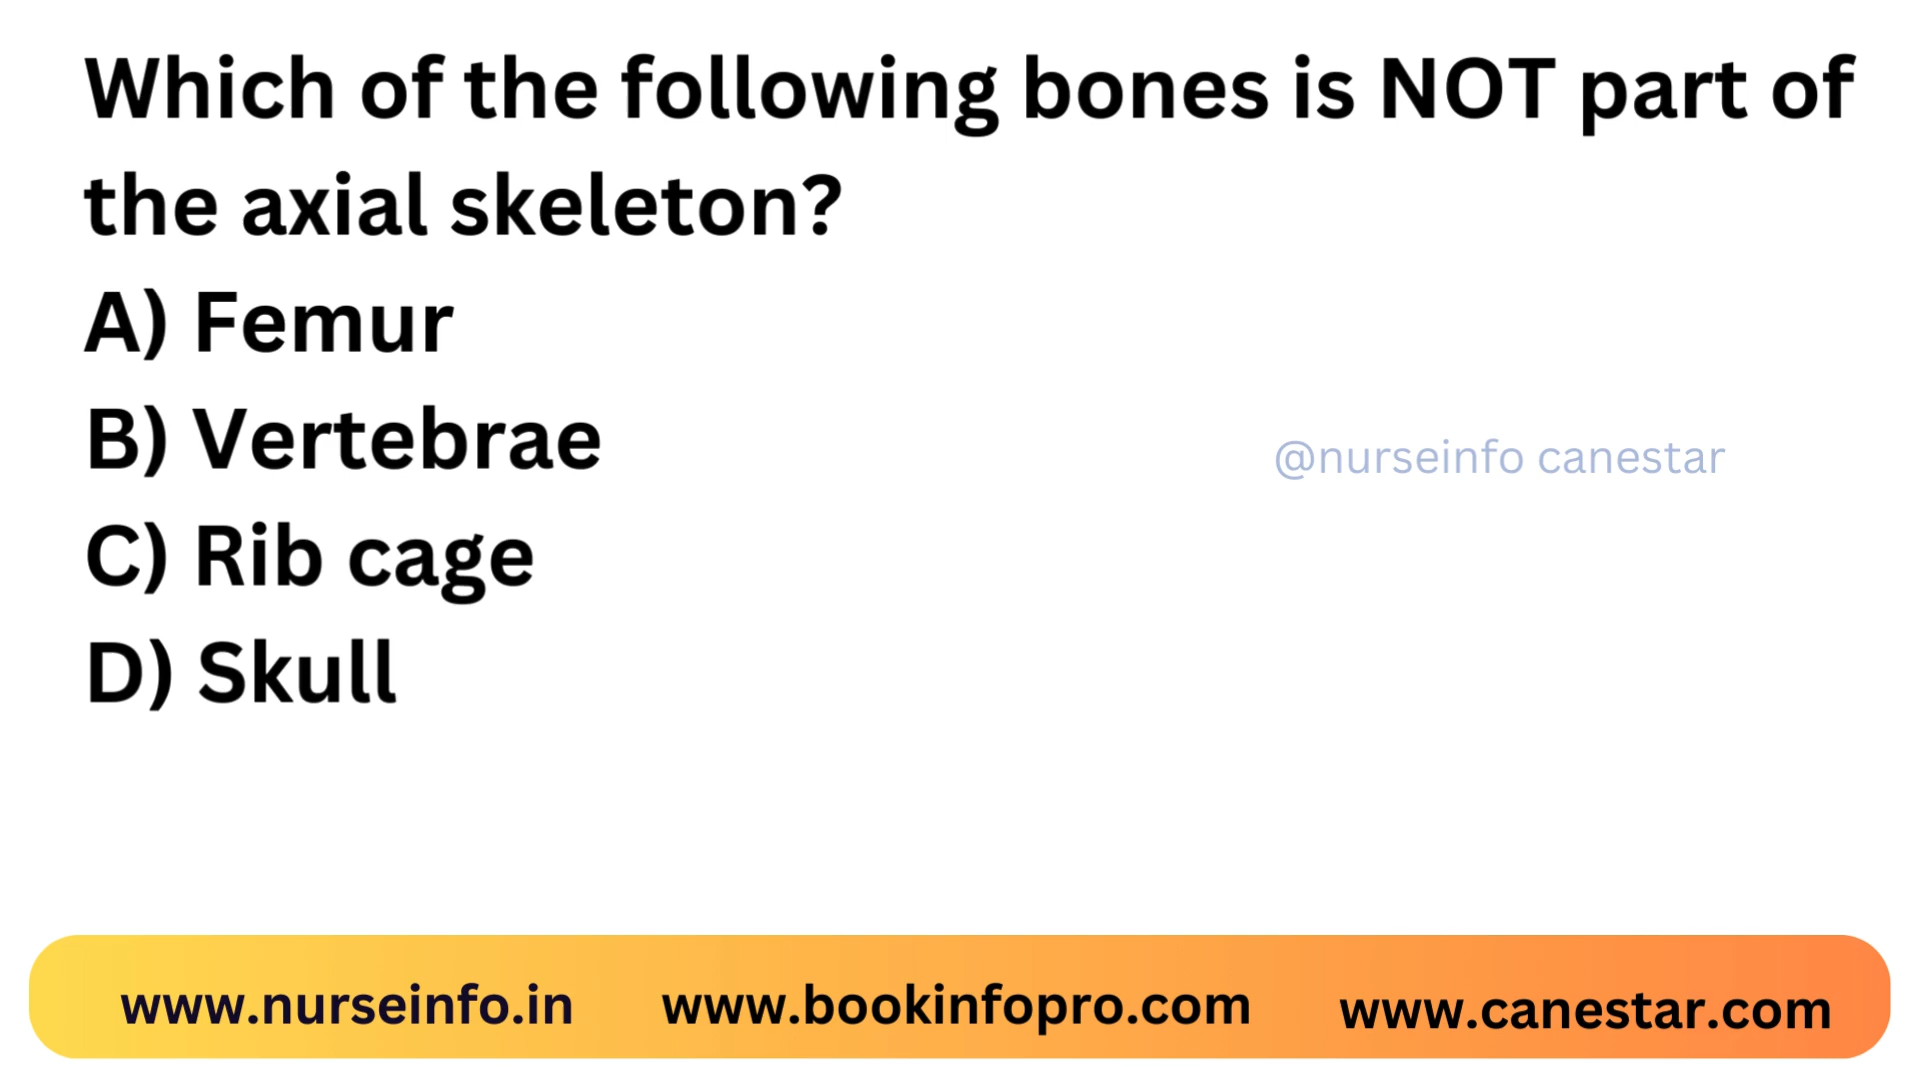 Which of the following bones is NOT part of
the axial skeleton?
A) Femur
B) Vertebrae
@nurseinfo canestar
C) Rib cage
D) Skull
www.nurseinfo.in
www.bookinfopro.com
www.canestar.com